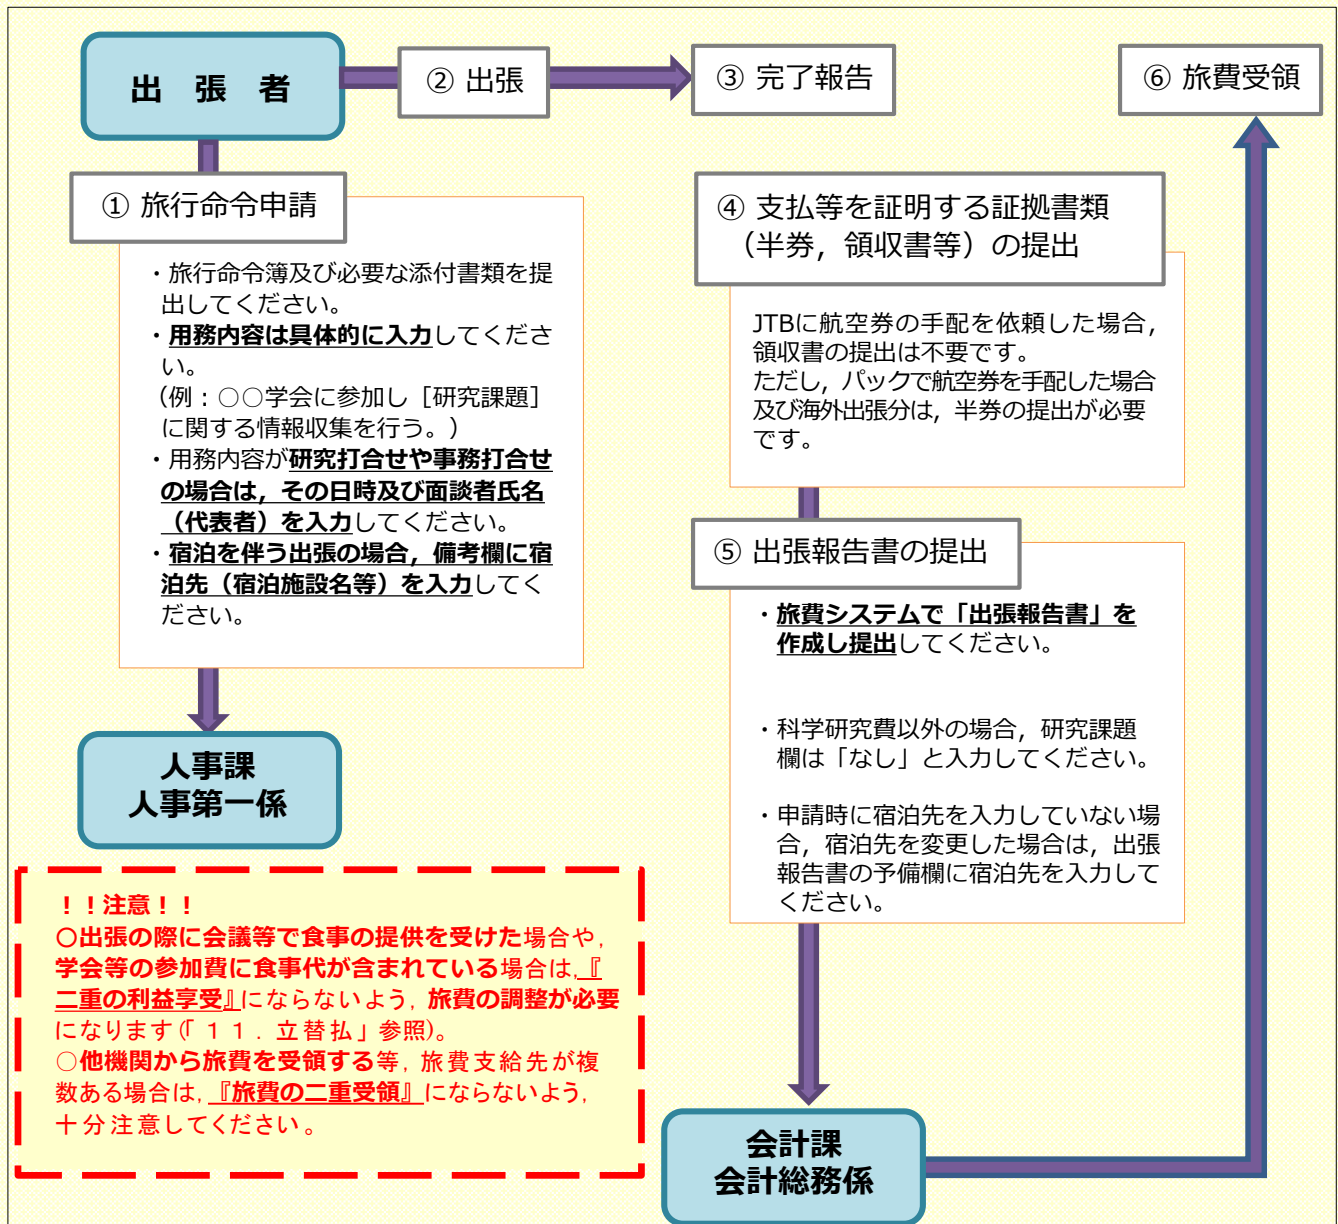 出 張 者
② 出張
③ 完了報告
⑥ 旅費受領
① 旅行命令申請
・旅行命令簿及び必要な添付書類を提
出してください。
・用務内容は具体的に入力してくださ
い。
（例：○○学会に参加し［研究課題］
に関する情報収集を行う。）
・用務内容が研究打合せや事務打合せ
の場合は，その日時及び面談者氏名
（代表者）を入力してください。
・宿泊を伴う出張の場合，備考欄に宿
泊先（宿泊施設名等）を入力してく
ださい。
人事課
人事第一係
！！注意！！
○出張の際に会議等で食事の提供を受けた場合や，
学会等の参加費に食事代が含まれている場合は，『
二重の利益享受』にならないよう，旅費の調整が必要
になります（「１１．立替払」参照）。
○他機関から旅費を受領する等，旅費支給先が複
数ある場合は，『旅費の二重受領』にならないよう，
十分注意してください。
④ 支払等を証明する証拠書類
（半券，領収書等）の提出
JTBに航空券の手配を依頼した場合，
領収書の提出は不要です。
ただし，パックで航空券を手配した場合
及び海外出張分は，半券の提出が必要
です。
⑤ 出張報告書の提出
・旅費システムで「出張報告書」を
作成し提出してください。
・科学研究費以外の場合，研究課題
欄は「なし」と入力してください。
・申請時に宿泊先を入力していない場
合，宿泊先を変更した場合は，出張
報告書の予備欄に宿泊先を入力して
ください。
会計課
会計総務係